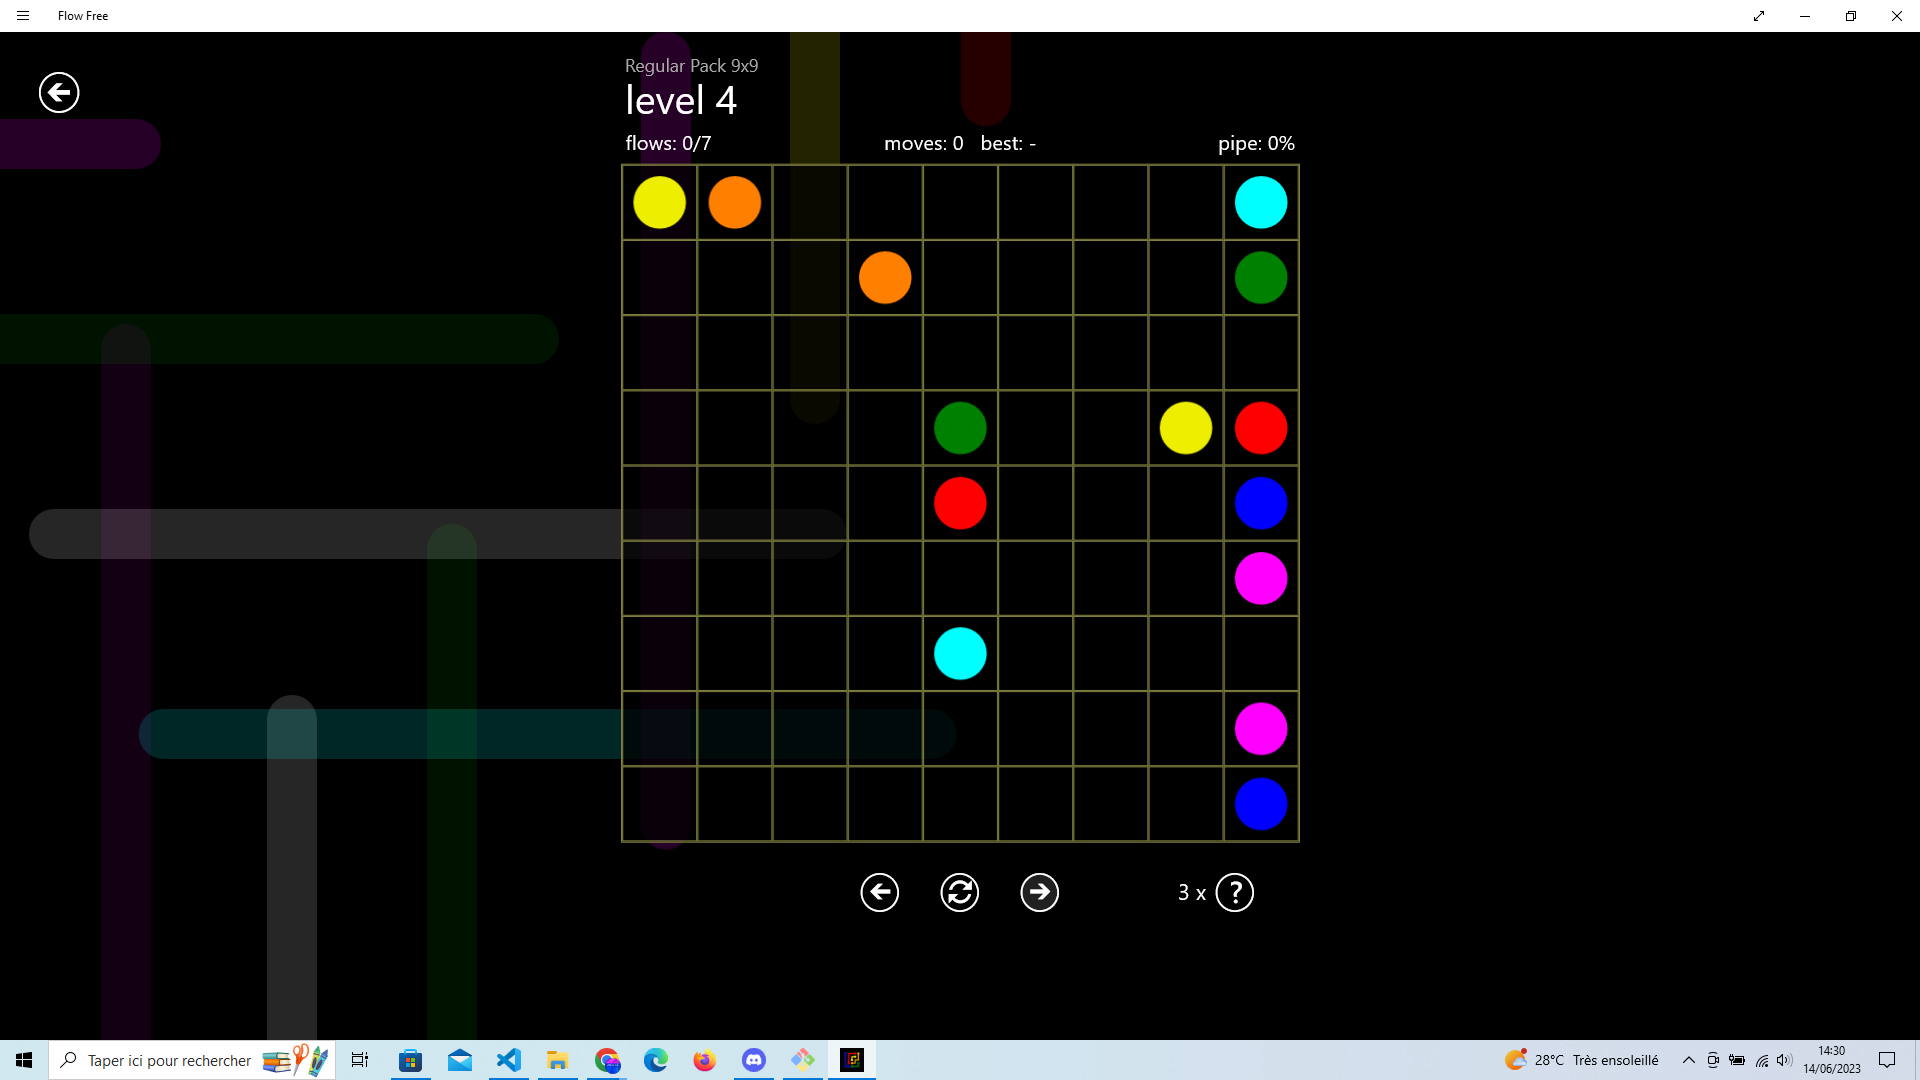 Flow Free
Regular Pack 9x9
level 4
flows: 0/7
moves: 0 best: -
pipe: 0%
3 x ?
Taper ici pour rechercher
28°C Très ensoleillé
14:30
14/06/2023